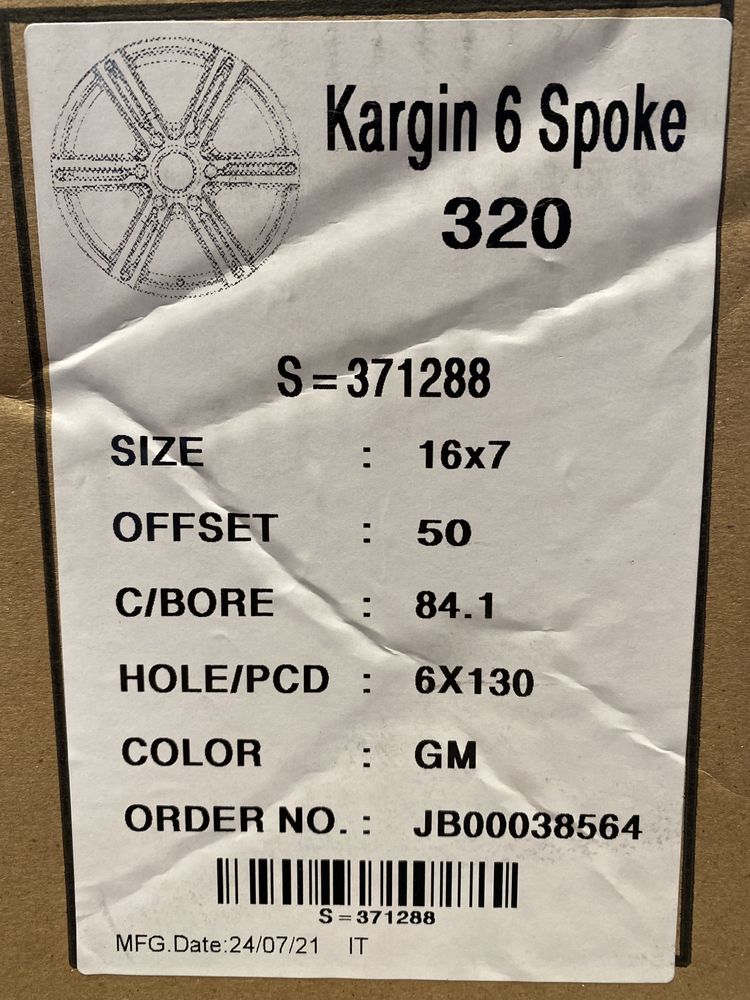 Kargin 6 Spoke
320
S=371288
SIZE : 16x7
OFFSET : 50
C/BORE : 84.1
HOLE/PCD : 6X130
COLOR : GM
ORDER NO. : JB00038564
S=371288
MFG.Date:24/07/21 IT